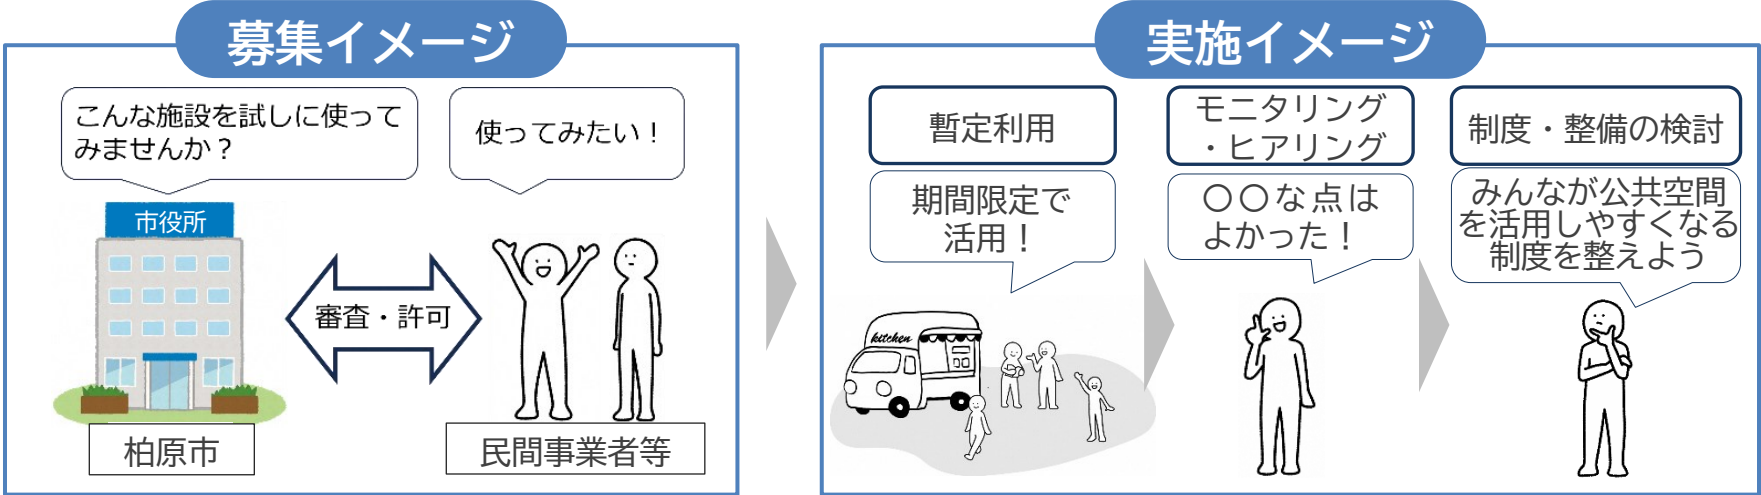 募集イメージ
こんな施設を試しに使って
みませんか？
使ってみたい！
市役所
審査・許可
柏原市
民間事業者等
実施イメージ
暫定利用
期間限定で
活用！
kitchen
モニタリング
・ヒアリング
〇〇な点は
よかった！
制度・整備の検討
みんなが公共空間
を活用しやすくなる
制度を整えよう